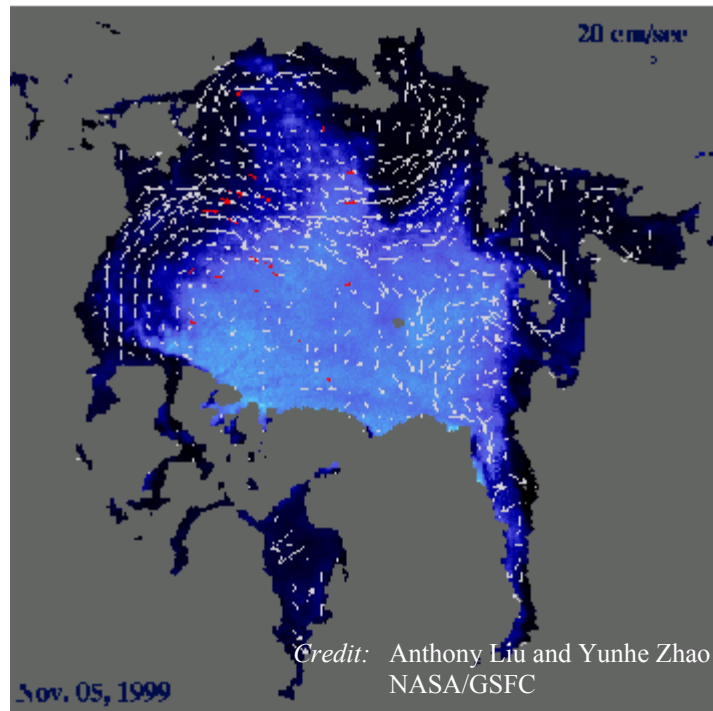 20 cm/sec
Credit: Anthony Liu and Yunhe Zhao
NASA/GSFC
Nov. 05, 1999